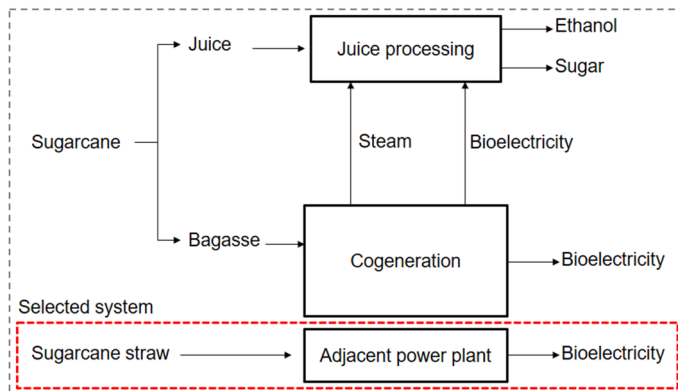 Ethanol
Juice
Juice processing
Sugar
Sugarcane
Steam
Bioelectricity
Bagasse
Cogeneration
Bioelectricity
Selected system
Sugarcane straw
Adjacent power plant
Bioelectricity